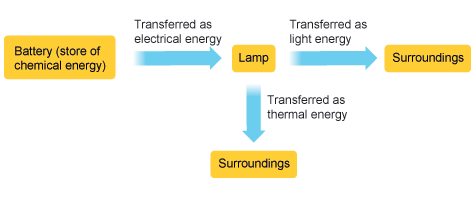 Transferred as
electrical energy
Transferred as
light energy
Battery (store of
chemical energy)
Lamp
Surroundings
Transferred as
thermal energy
Surroundings